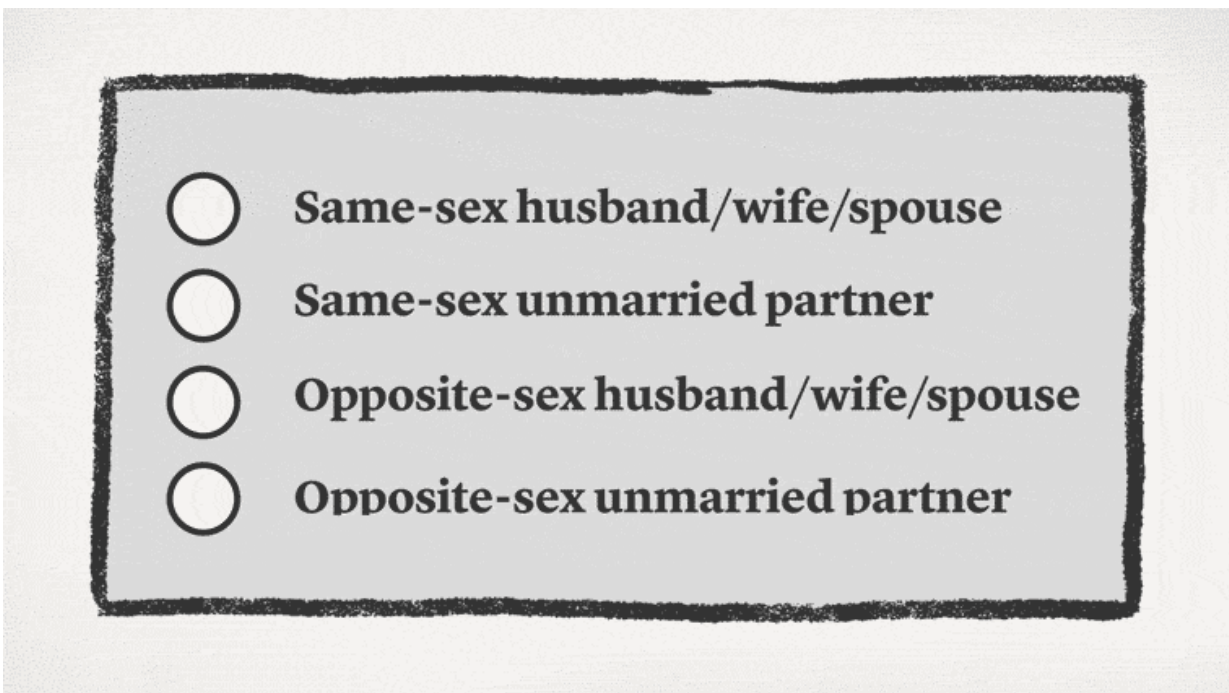 Same-sex husband/wife/spouse
Same-sex unmarried partner
Opposite-sex husband/wife/spouse
Opposite-sex unmarried partner